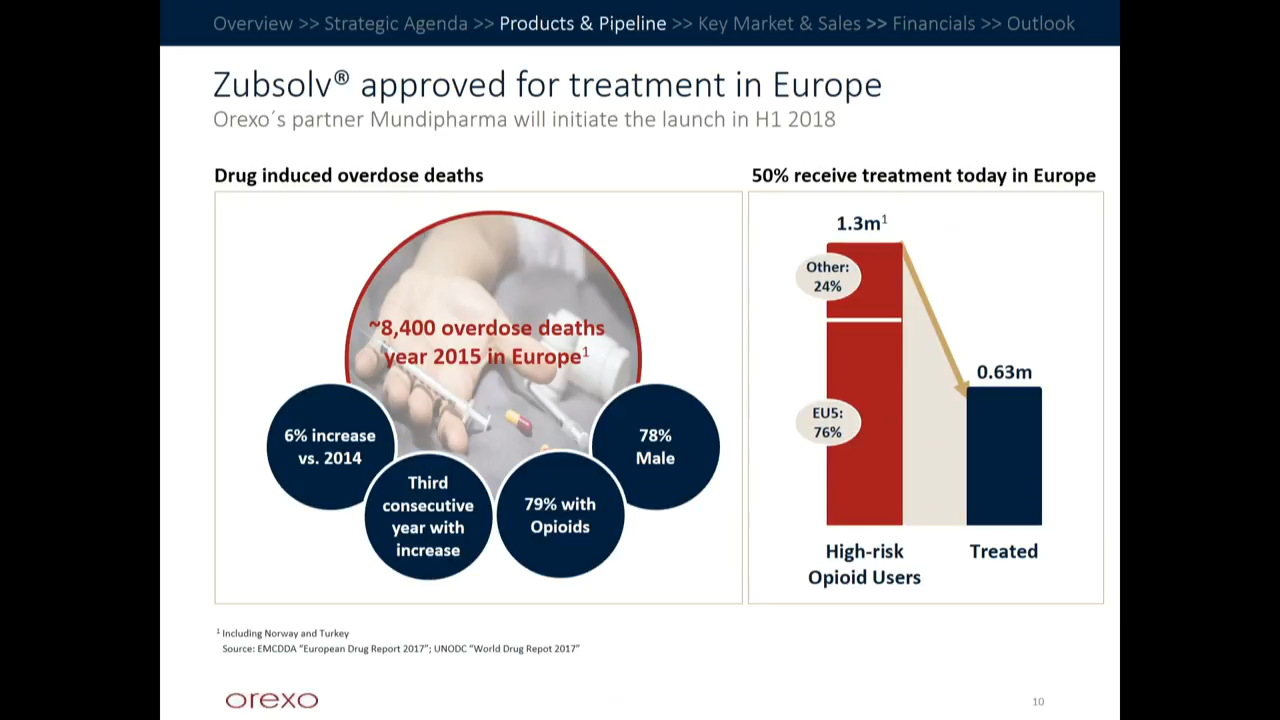 Overview >> Strategic Agenda >> Products & Pipeline >> Key Market & Sales >> Financials >> Outlook
Zubsolv® approved for treatment in Europe
Orexo´s partner Mundipharma will initiate the launch in H1 2018
Drug induced overdose deaths
~8,400 overdose deaths
year 2015 in Europe¹
6% increase
vs. 2014
Third
consecutive
year with
increase
79% with
Opioids
78%
Male
50% receive treatment today in Europe
1.3m¹
Other:
24%
EU5:
76%
0.63m
High-risk
Opioid Users
Treated
¹ Including Norway and Turkey
Source: EMCDDA "European Drug Report 2017"; UNODC "World Drug Repot 2017"
orexo
10